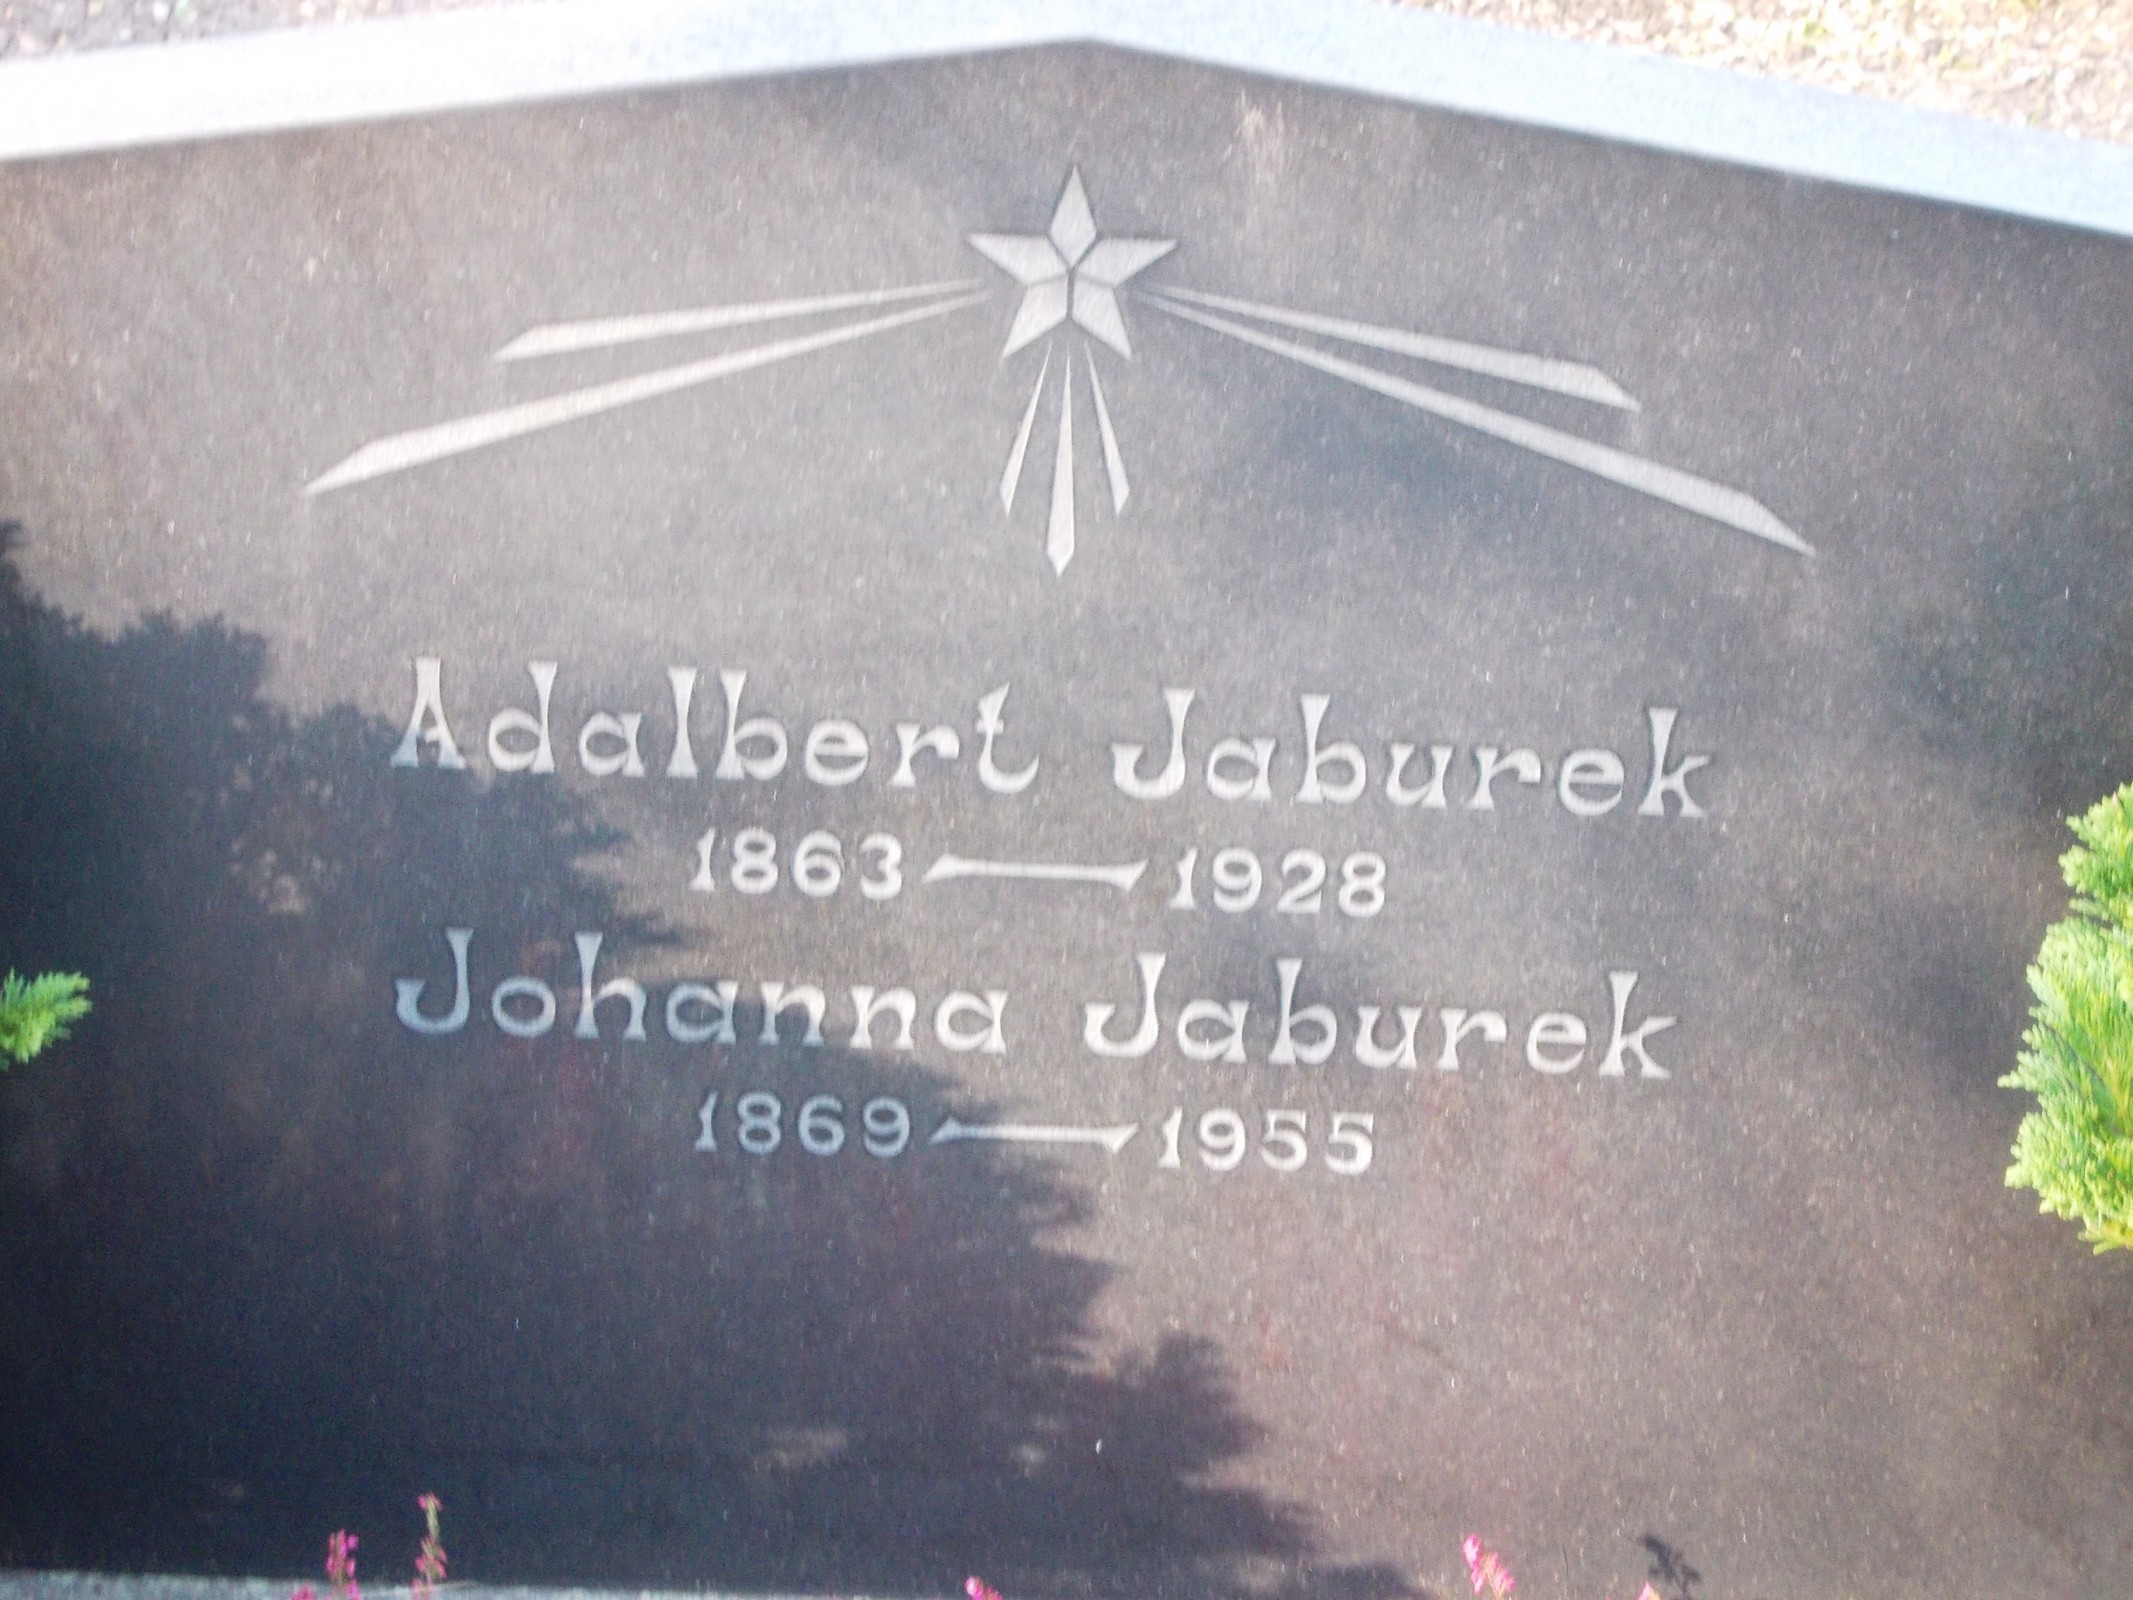 Adalbert Jaburek
1863 — 1928
Johanna Jaburek
1869 — 1955